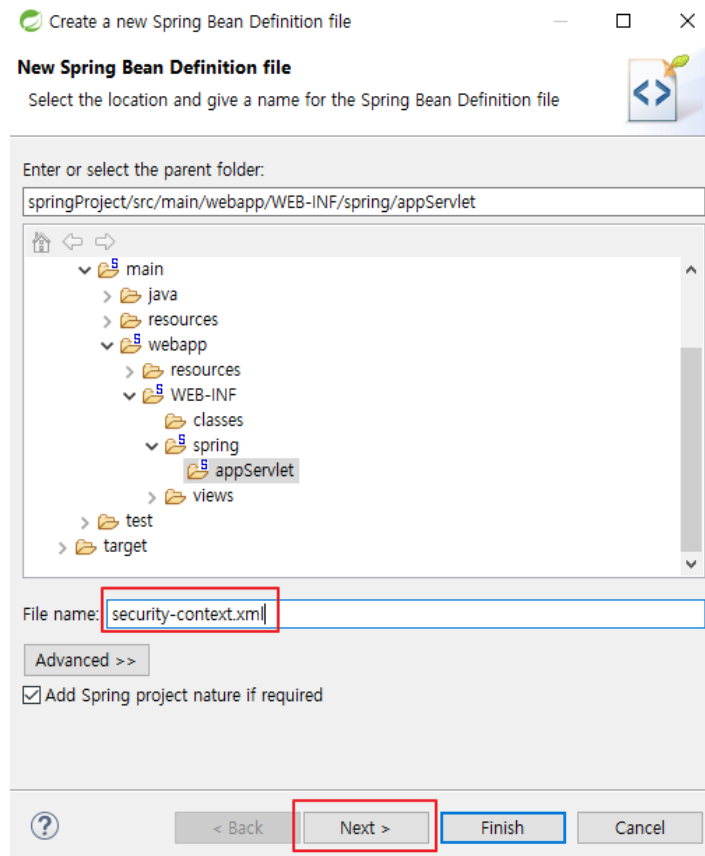 Create a new Spring Bean Definition file
New Spring Bean Definition file
Select the location and give a name for the Spring Bean Definition file
Enter or select the parent folder:
springProject/src/main/webapp/WEB-INF/spring/appServlet
main
java
resources
webapp
resources
WEB-INF
classes
spring
appServlet
views
test
target
File name: security-context.xml
Advanced >>
Add Spring project nature if required
< Back Next > Finish Cancel